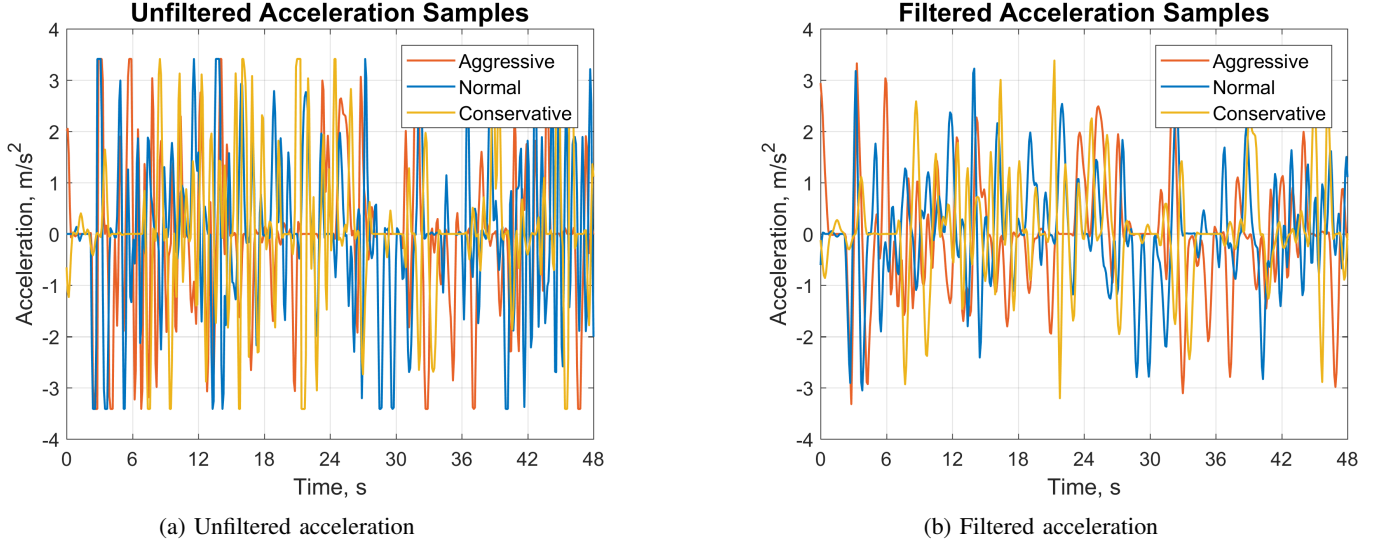 Unfiltered Acceleration Samples
4
3
2
1
0
-1
-2
-3
-4
Acceleration, m/s²
Aggressive
Normal
Conservative
0 6 12 18 24 30 36 42 48
Time, s
(a) Unfiltered acceleration
Filtered Acceleration Samples
4
3
2
1
0
-1
-2
-3
-4
Acceleration, m/s²
Aggressive
Normal
Conservative
0 6 12 18 24 30 36 42 48
Time, s
(b) Filtered acceleration